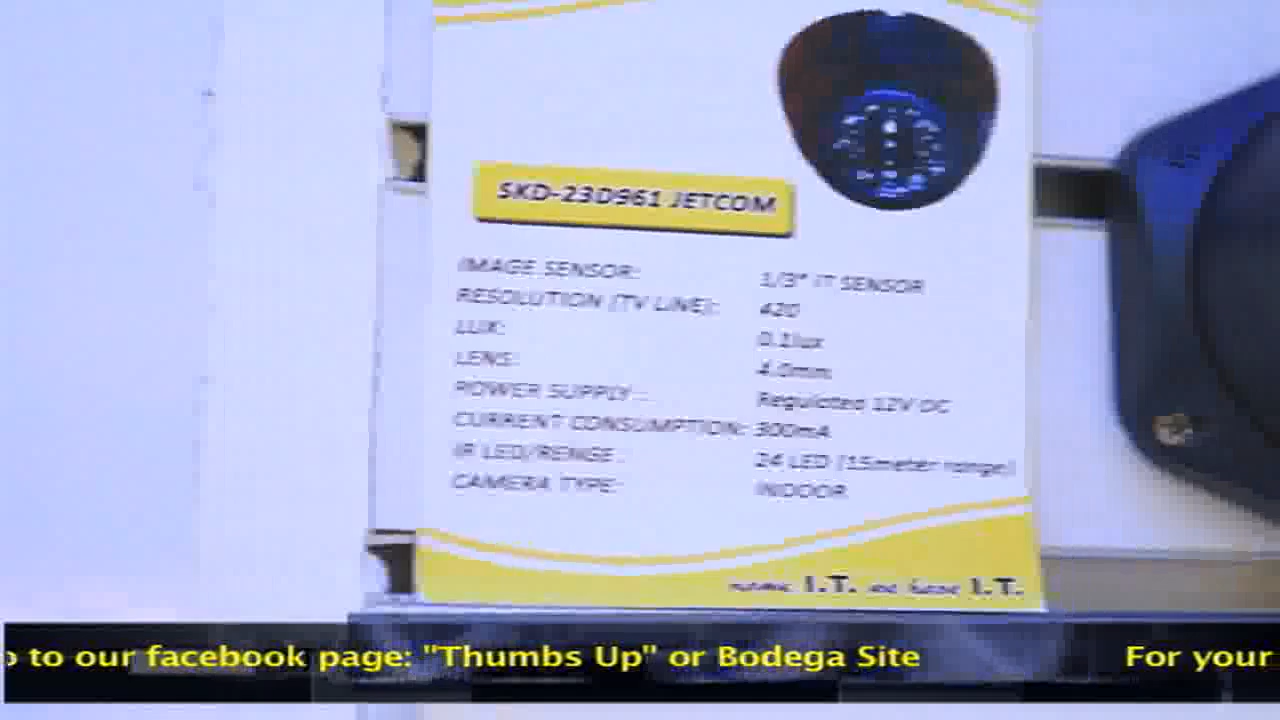 SKD-23D961 JETCOM
IMAGE SENSOR: 1/3" IT SENSOR
RESOLUTION (TV LINE): 420
LUX: 0.1lux
LENS: 4.0mm
POWER SUPPLY: Regulated 12V DC
CURRENT CONSUMPTION: 300mA
IR LED/RENGE: 24 LED (15meter range)
CAMERA TYPE: INDOOR
I.T. I.T.
to our facebook page: "Thumbs Up" or Bodega Site For your